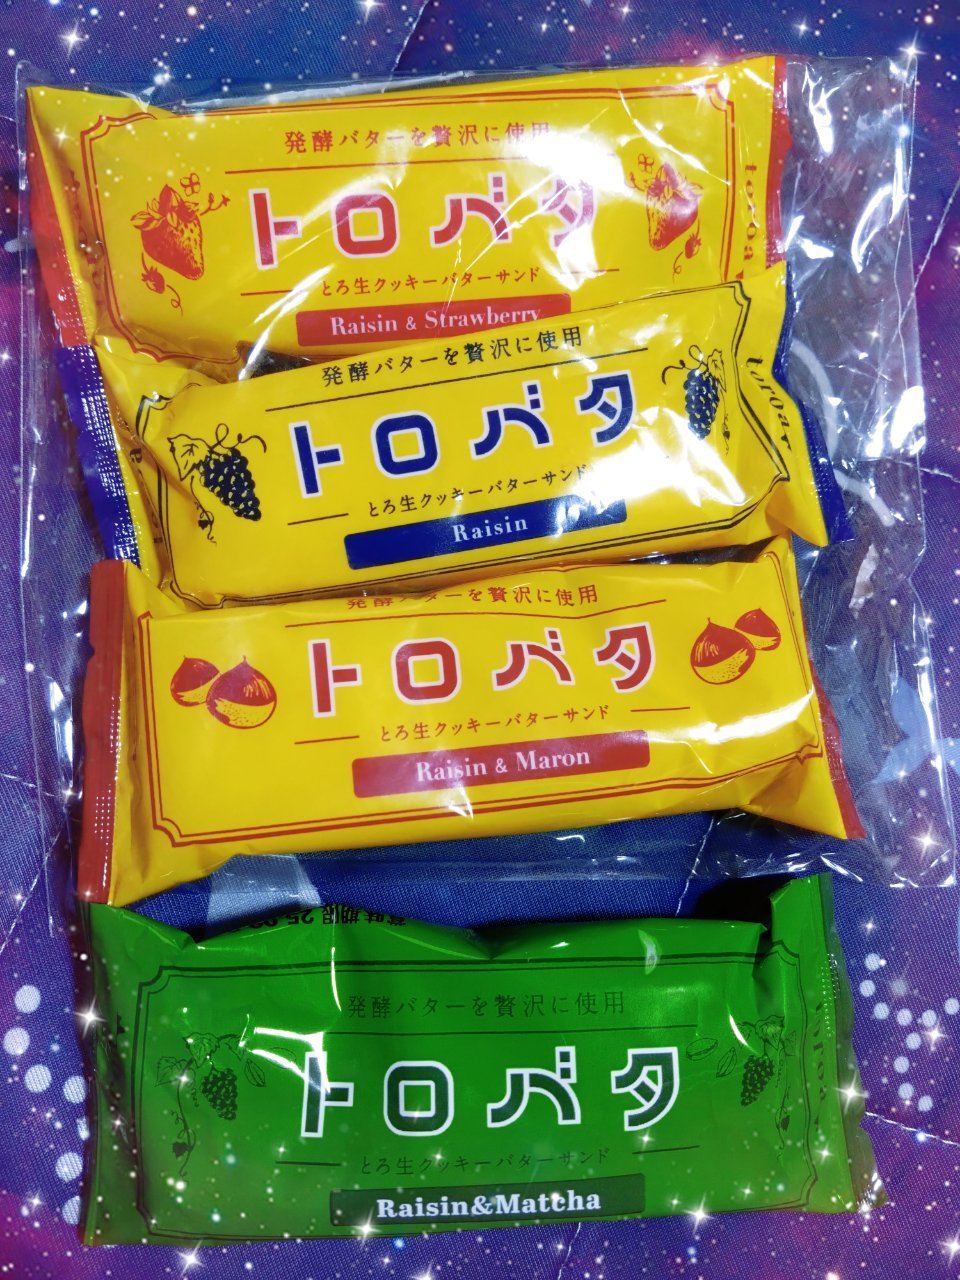 発酵バターを贅沢に使用
トロバタ
とろ生クッキーバターサンド
Raisin & Strawberry
発酵バターを贅沢に使用
トロバタ
とろ生クッキーバターサンド
Raisin
発酵バターを贅沢に使用
トロバタ
とろ生クッキーバターサンド
Raisin & Maron
賞味期限 25.
発酵バターを贅沢に使用
トロバタ
とろ生クッキーバターサンド
Raisin&Matcha